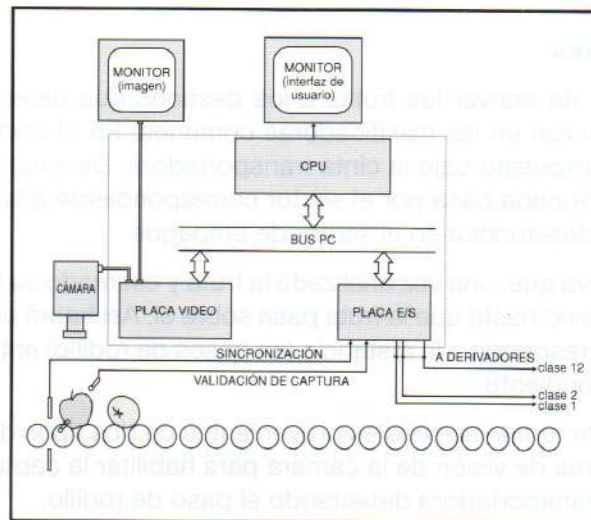 MONITOR
(imagen)
MONITOR
(interfaz de
usuario)
CPU
BUS PC
CÁMARA
PLACA VIDEO
PLACA E/S
SINCRONIZACIÓN
A DERIVADORES
VALIDACIÓN DE CAPTURA
clase 12
clase 2
clase 1